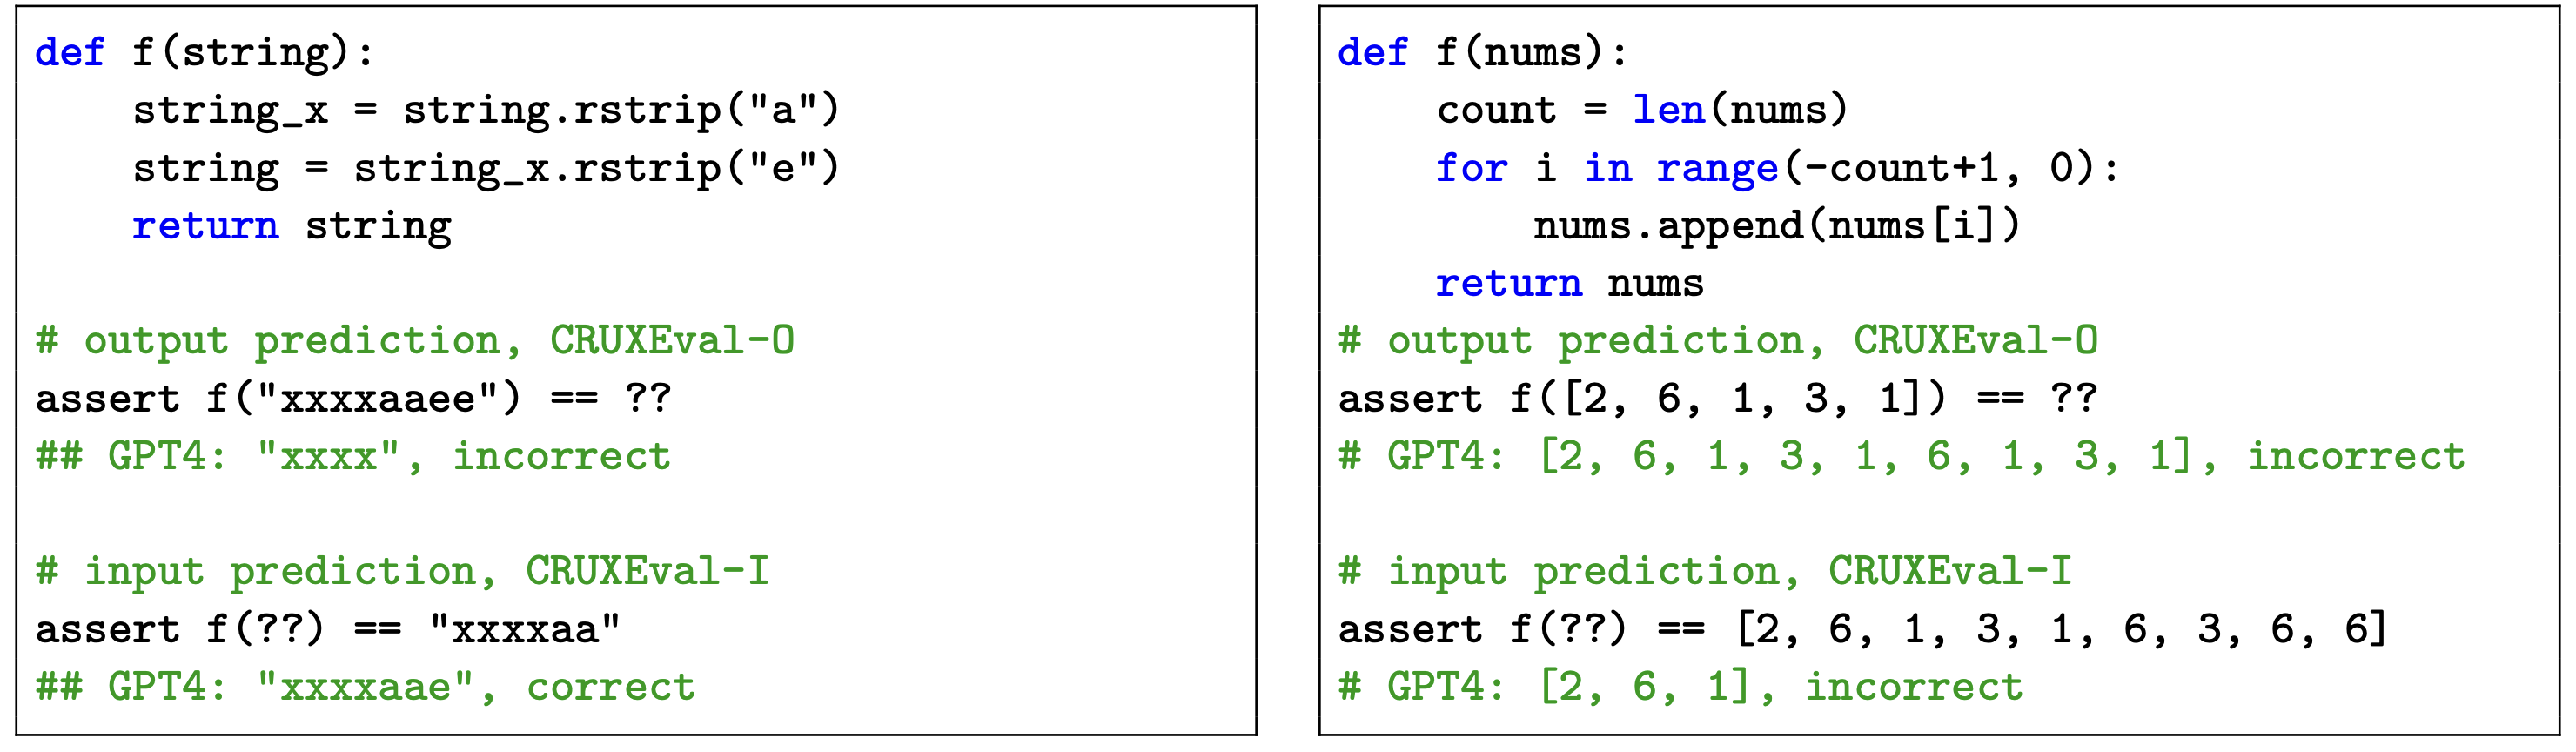 def f(string):
    string_x = string.rstrip("a")
    string = string_x.rstrip("e")
    return string

# output prediction, CRUXEval-O
assert f("xxxxaaee") == ??
## GPT4: "xxxx", incorrect

# input prediction, CRUXEval-I
assert f(??) == "xxxxaa"
## GPT4: "xxxxaae", correct

def f(nums):
    count = len(nums)
    for i in range(-count+1, 0):
        nums.append(nums[i])
    return nums
# output prediction, CRUXEval-O
assert f([2, 6, 1, 3, 1]) == ??
# GPT4: [2, 6, 1, 3, 1, 6, 1, 3, 1], incorrect

# input prediction, CRUXEval-I
assert f(??) == [2, 6, 1, 3, 1, 6, 3, 6, 6]
# GPT4: [2, 6, 1], incorrect